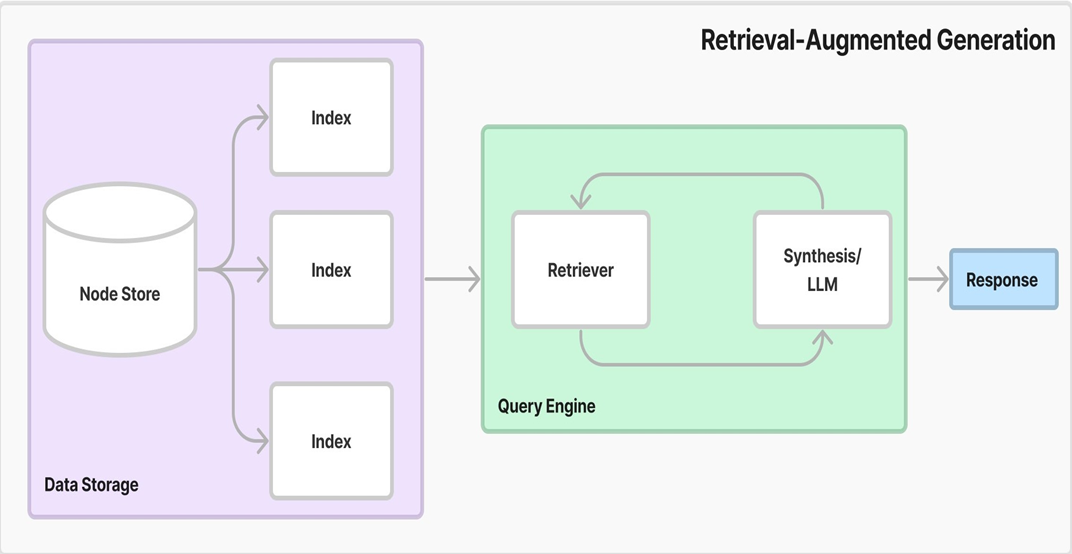 Retrieval-Augmented Generation
Index
Index
Node Store
Index
Data Storage
Retriever
Synthesis/
LLM
Query Engine
Response